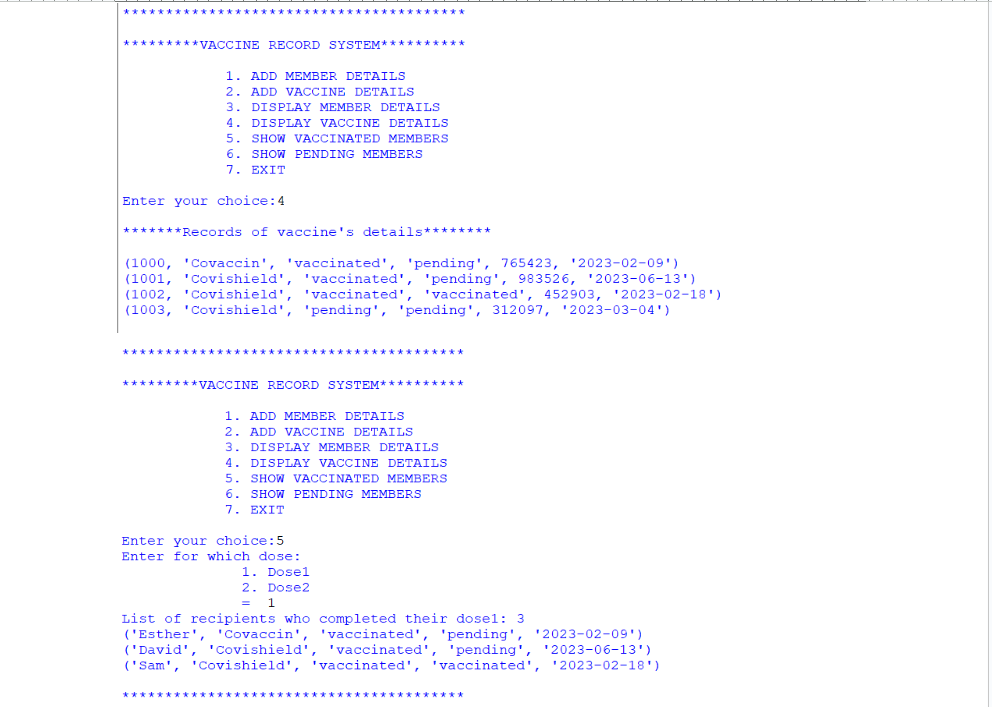 ****************************************
*********VACCINE RECORD SYSTEM**********
1. ADD MEMBER DETAILS
2. ADD VACCINE DETAILS
3. DISPLAY MEMBER DETAILS
4. DISPLAY VACCINE DETAILS
5. SHOW VACCINATED MEMBERS
6. SHOW PENDING MEMBERS
7. EXIT
Enter your choice:4
*******Records of vaccine's details********
(1000, 'Covaccin', 'vaccinated', 'pending', 765423, '2023-02-09')
(1001, 'Covishield', 'vaccinated', 'pending', 983526, '2023-06-13')
(1002, 'Covishield', 'vaccinated', 'vaccinated', 452903, '2023-02-18')
(1003, 'Covishield', 'pending', 'pending', 312097, '2023-03-04')
****************************************
*********VACCINE RECORD SYSTEM**********
1. ADD MEMBER DETAILS
2. ADD VACCINE DETAILS
3. DISPLAY MEMBER DETAILS
4. DISPLAY VACCINE DETAILS
5. SHOW VACCINATED MEMBERS
6. SHOW PENDING MEMBERS
7. EXIT
Enter your choice:5
Enter for which dose:
1. Dose1
2. Dose2
= 1
List of recipients who completed their dose1: 3
('Esther', 'Covaccin', 'vaccinated', 'pending', '2023-02-09')
('David', 'Covishield', 'vaccinated', 'pending', '2023-06-13')
('Sam', 'Covishield', 'vaccinated', 'vaccinated', '2023-02-18')
****************************************